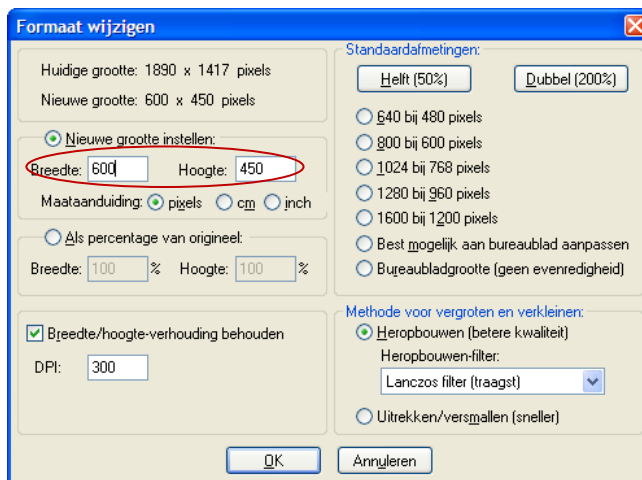 Formaat wijzigen
Huidige grootte: 1890 x 1417 pixels
Nieuwe grootte: 600 x 450 pixels
Nieuwe grootte instellen:
Breedte: 600 Hoogte: 450
Maataanduiding: pixels cm inch
Als percentage van origineel:
Breedte: 100 % Hoogte: 100 %
Breedte/hoogte-verhouding behouden
DPI: 300
Standaardafmetingen:
Helft (50%) Dubbel (200%)
640 bij 480 pixels
800 bij 600 pixels
1024 bij 768 pixels
1280 bij 960 pixels
1600 bij 1200 pixels
Best mogelijk aan bureaublad aanpassen
Bureaubladgrootte (geen evenredigheid)
Methode voor vergroten en verkleinen:
Heropbouwen (betere kwaliteit)
Heropbouwen-filter:
Lanczos filter (traagst)
Uitrekken/versmallen (sneller)
OK Annuleren